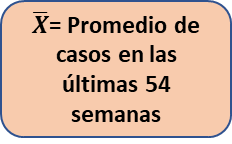 X̅= Promedio de
casos en las
últimas 54
semanas